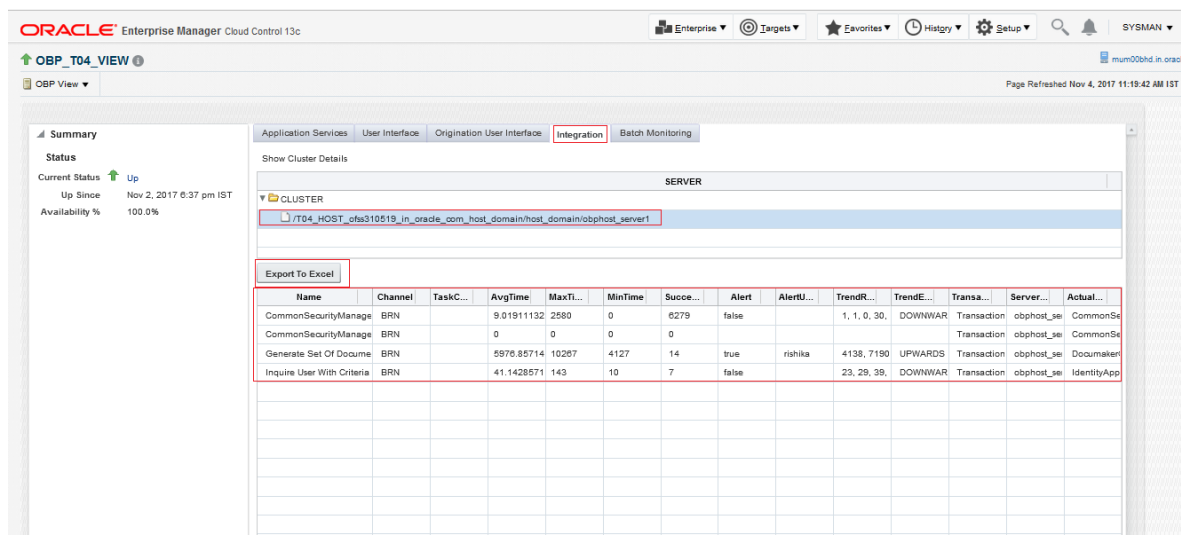 ORACLE Enterprise Manager Cloud Control 13c Enterprise Targets Favorites History Setup SYSMAN
OBP_T04_VIEW mum00bhd.in.orac
OBP View Page Refreshed Nov 4, 2017 11:19:42 AM IST
Summary
Status
Current Status Up
Up Since Nov 2, 2017 6:37 pm IST
Availability % 100.0%
Application Services User Interface Origination User Interface Integration Batch Monitoring
Show Cluster Details
SERVER
CLUSTER
/T04_HOST_ofss310519_in_oracle_com_host_domain/host_domain/obphost_server1
Export To Excel
Name Channel TaskC... AvgTime MaxTi... MinTime Succe... Alert AlertU... TrendR... TrendE... Transa... Server... Actual...
CommonSecurityManage BRN 9.01911132 2580 0 6279 false 1, 1, 0, 30, DOWNWAR Transaction obphost_se CommonSe
CommonSecurityManage BRN 0 0 0 0 Transaction obphost_se CommonSe
Generate Set Of Docume BRN 5976.85714 10267 4127 14 true rishika 4138, 7190 UPWARDS Transaction obphost_se Documaker
Inquire User With Criteria BRN 41.1428571 143 10 7 false 23, 29, 39, DOWNWAR Transaction obphost_se IdentityApp